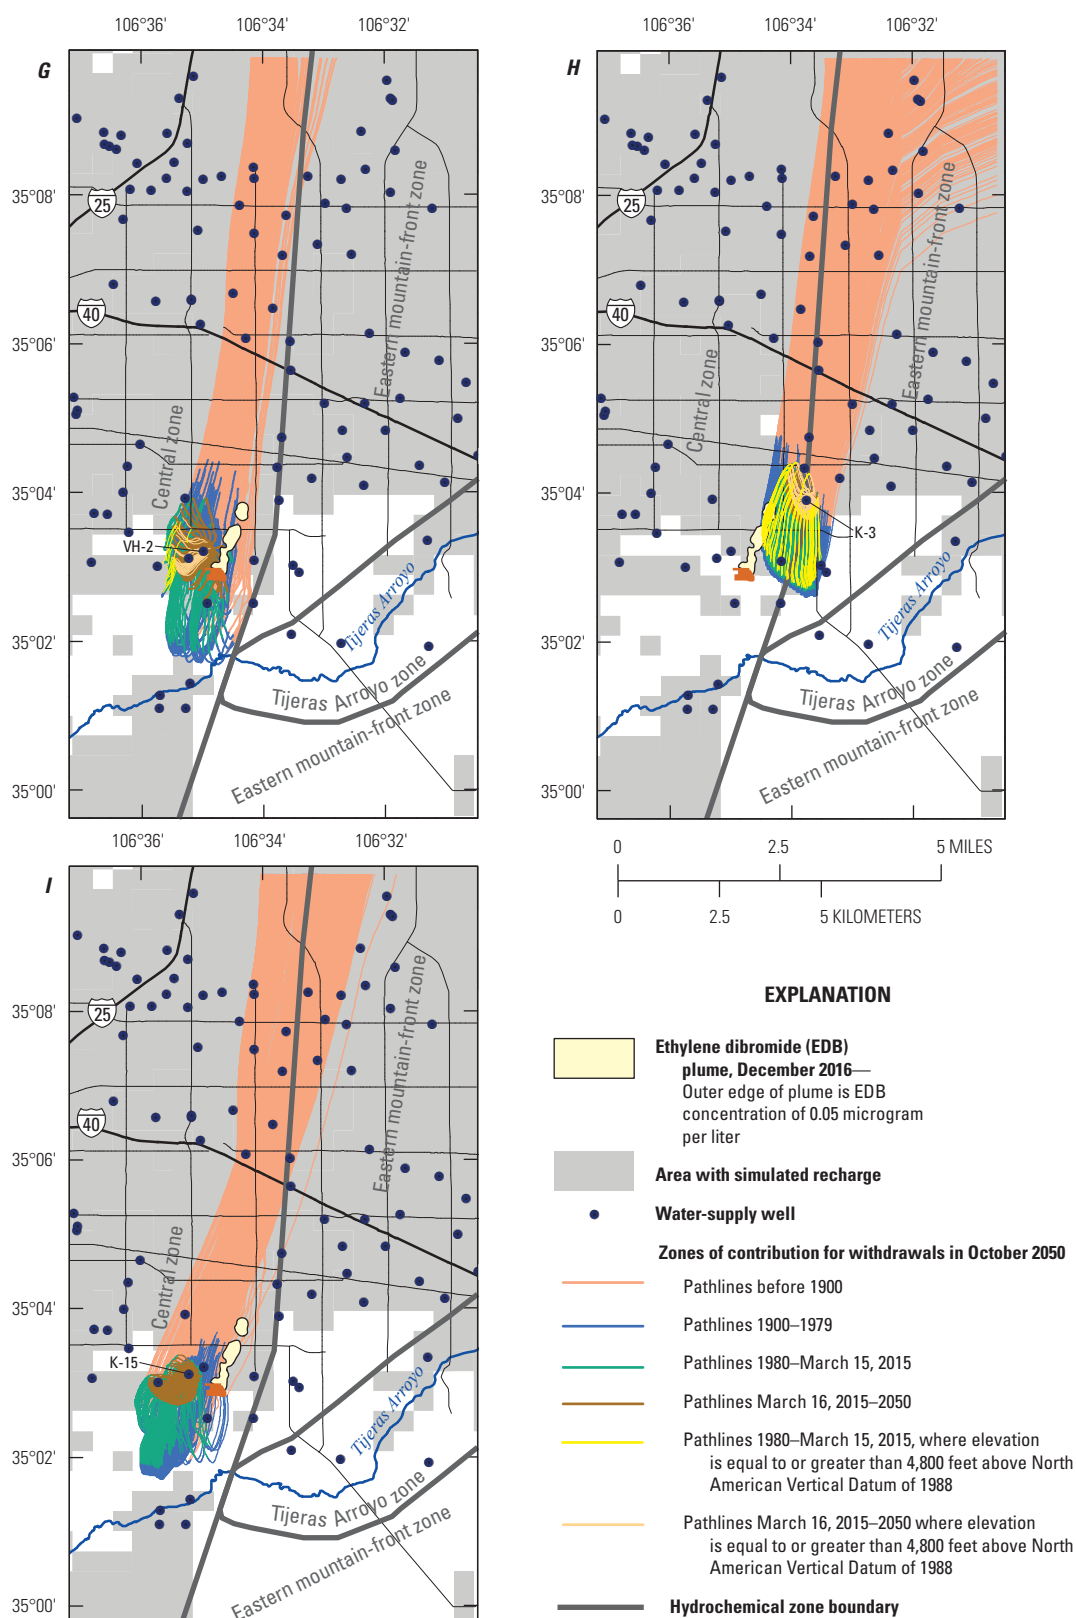 106°36'
106°34'
106°32'
106°36'
106°34'
106°32'
G
H
35°08'
35°06'
35°04'
35°02'
35°00'
35°08'
35°06'
35°04'
35°02'
35°00'
25
40
Eastern mountain-front zone
Central zone
VH-2
Tijeras Arroyo
Tijeras Arroyo zone
Eastern mountain-front zone
25
40
Eastern mountain-front zone
Central zone
K-3
Tijeras Arroyo
Tijeras Arroyo zone
Eastern mountain-front zone
106°36'
106°34'
106°32'
0 2.5 5 MILES
0 2.5 5 KILOMETERS
I
35°08'
35°06'
35°04'
35°02'
35°00'
25
40
Eastern mountain-front zone
Central zone
K-15
Tijeras Arroyo
Tijeras Arroyo zone
Eastern mountain-front zone
EXPLANATION
Ethylene dibromide (EDB)
plume, December 2016—
Outer edge of plume is EDB
concentration of 0.05 microgram
per liter
Area with simulated recharge
Water-supply well
Zones of contribution for withdrawals in October 2050
Pathlines before 1900
Pathlines 1900–1979
Pathlines 1980–March 15, 2015
Pathlines March 16, 2015–2050
Pathlines 1980–March 15, 2015, where elevation
is equal to or greater than 4,800 feet above North
American Vertical Datum of 1988
Pathlines March 16, 2015–2050 where elevation
is equal to or greater than 4,800 feet above North
American Vertical Datum of 1988
Hydrochemical zone boundary